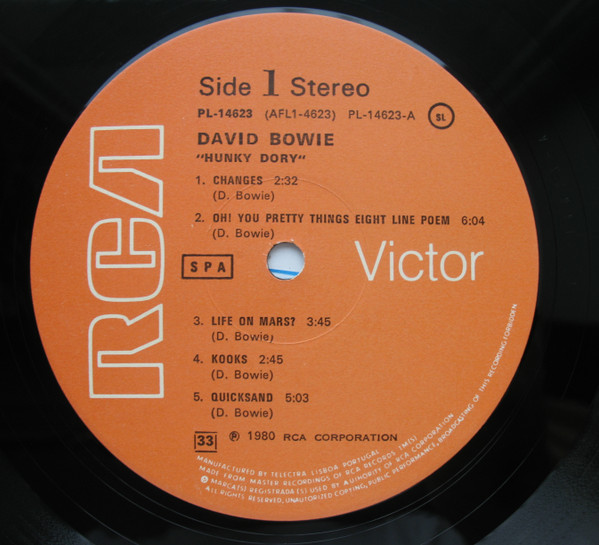 Side 1 Stereo
PL-14623 (AFL1-4623) PL-14623-A SL
DAVID BOWIE
"HUNKY DORY"
1. CHANGES 2:32
(D. Bowie)
2. OH! YOU PRETTY THINGS EIGHT LINE POEM 6:04
(D. Bowie)
RCA
SPA
Victor
3. LIFE ON MARS? 3:45
(D. Bowie)
4. KOOKS 2:45
(D. Bowie)
5. QUICKSAND 5:03
(D. Bowie)
33 ℗ 1980 RCA CORPORATION
MANUFACTURED BY TELECTRA LISBOA PORTUGAL
MADE FROM MASTER RECORDINGS OF RCA RECORDS TM(S)
MARCA(S) REGISTRADA(S) USED BY AUTHORITY OF RCA CORPORATION
ALL RIGHTS RESERVED, UNAUTHORIZED COPYING, PUBLIC PERFORMANCE, BROADCASTING OF THIS RECORDING FORBIDDEN